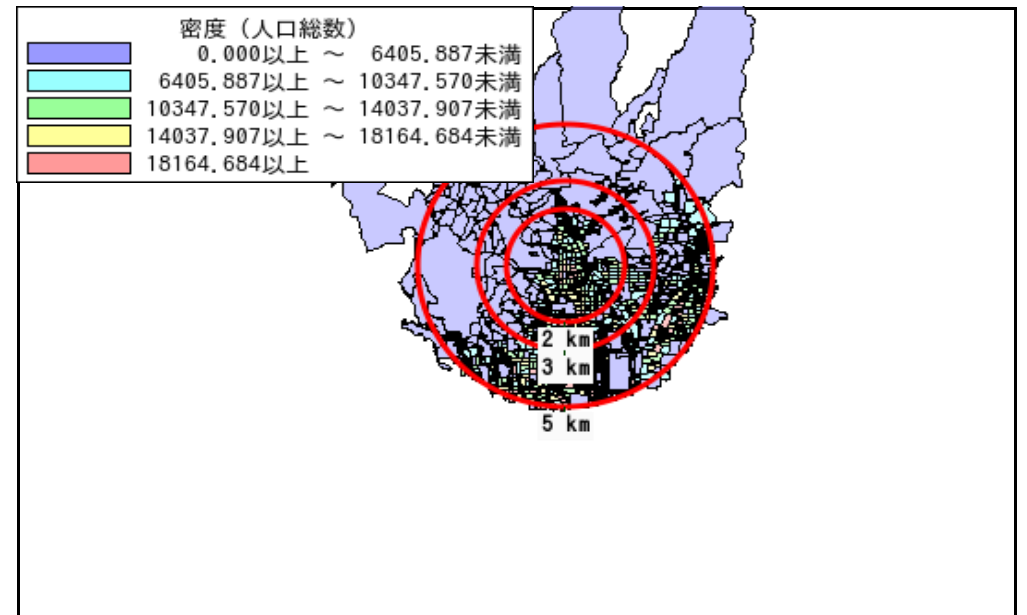 密度（人口総数）
0.000以上 ～ 6405.887未満
6405.887以上 ～ 10347.570未満
10347.570以上 ～ 14037.907未満
14037.907以上 ～ 18164.684未満
18164.684以上
2 km
3 km
5 km